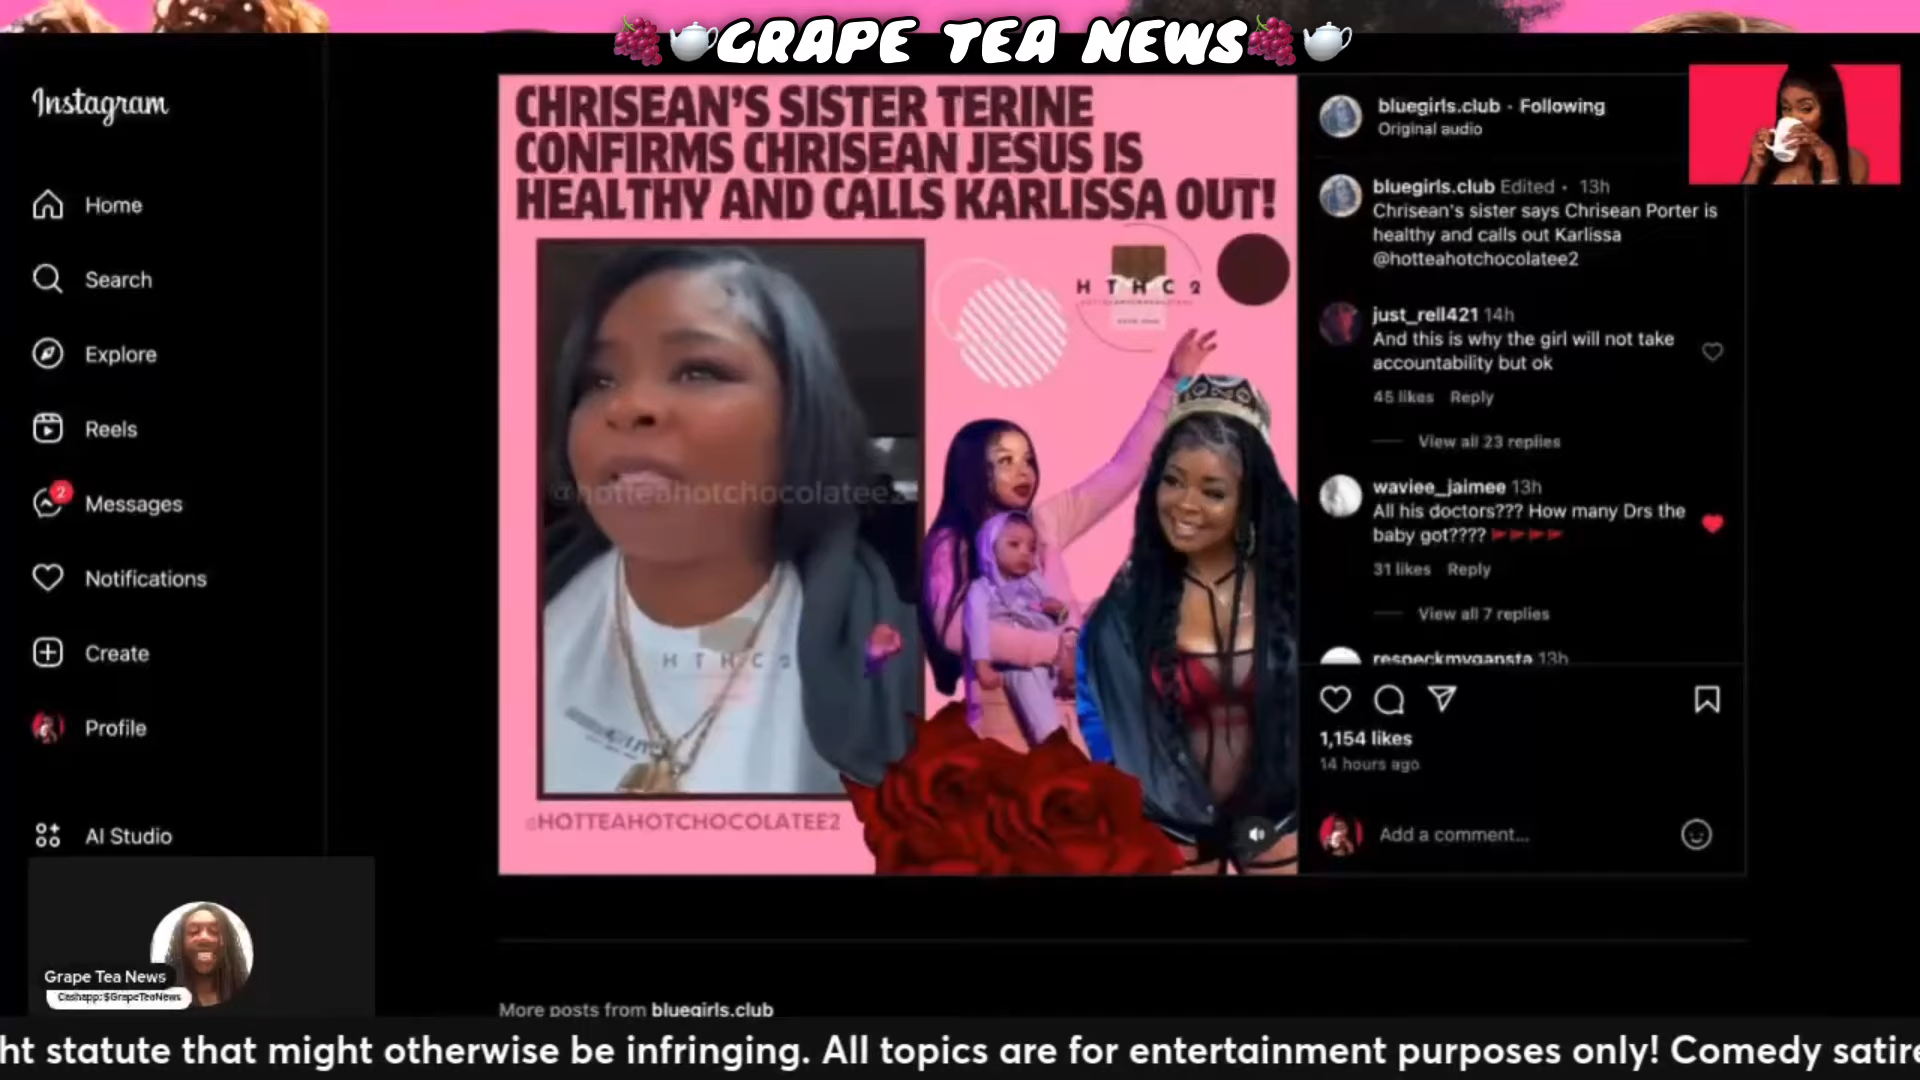 GRAPE TEA NEWS
Instagram
Home
Search
Explore
Reels
2
Messages
Notifications
Create
Profile
AI Studio
CHRISEAN'S SISTER TERINE
CONFIRMS CHRISEAN JESUS IS
HEALTHY AND CALLS KARLISSA OUT!
H T H C 2
@hotteahotchocolatee2
H T H C 2
@HOTTEAHOTCHOCOLATEE2
bluegirls.club • Following
Original audio
bluegirls.club Edited • 13h
Chrisean's sister says Chrisean Porter is
healthy and calls out Karlissa
@hotteahotchocolatee2
just_rell421 14h
And this is why the girl will not take
accountability but ok
45 likes Reply
View all 23 replies
waviee_jaimee 13h
All his doctors??? How many Drs the
baby got????
31 likes Reply
View all 7 replies
respeckmygangsta 13h
1,154 likes
14 hours ago
Add a comment...
More posts from bluegirls.club
Grape Tea News
Cashapp: $GrapeTeaNews
ht statute that might otherwise be infringing. All topics are for entertainment purposes only! Comedy satire